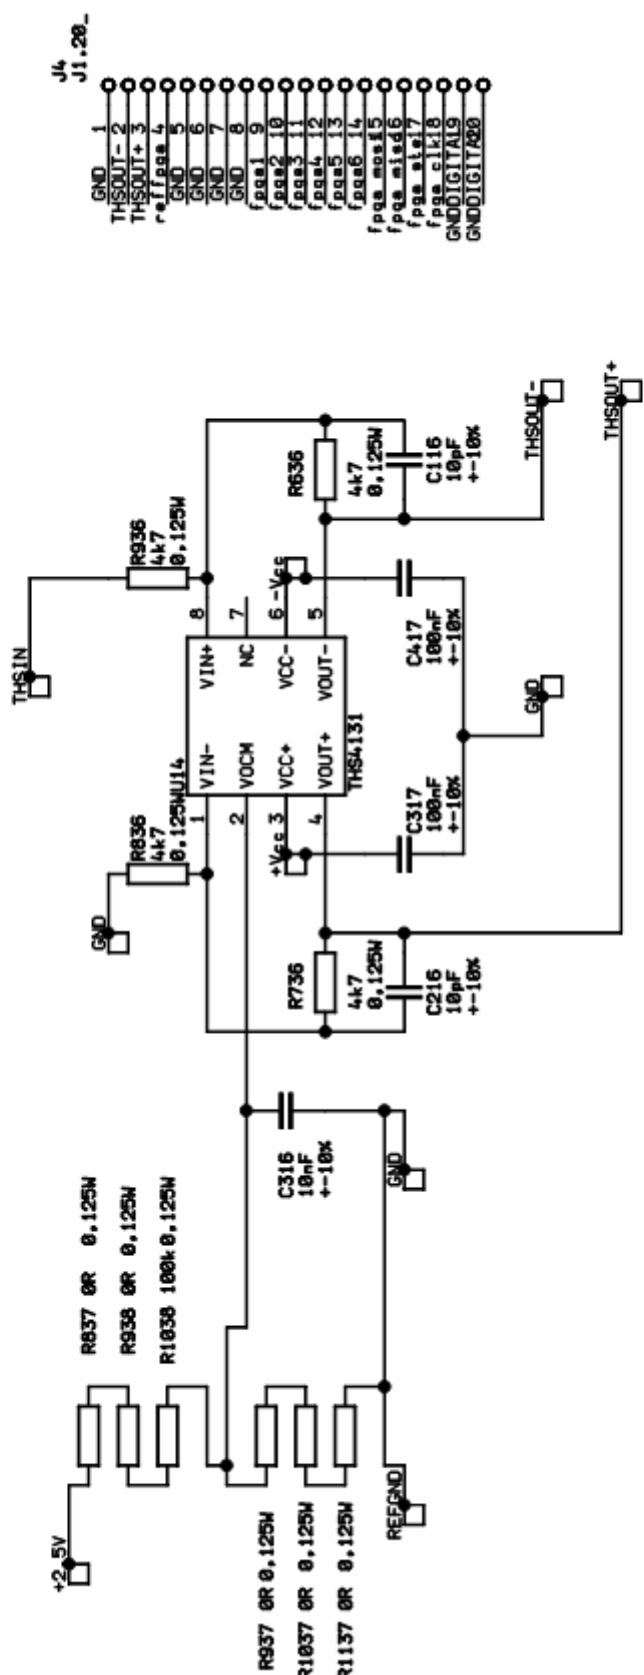 J4
J1.20_
GND 1
THSOUT- 2
THSOUT+ 3
reffpga 4
GND 5
GND 6
GND 7
GND 8
fpga1 9
fpga2 10
fpga3 11
fpga4 12
fpga5 13
fpga6 14
fpga
fpga
fpga
fpga clk18
GNDDIGITAL19
GNDDIGITA20
THSIN
R936
4k7
0,125W
R636
4k7
0,125W
C116
10pF
+-10%
THSOUT-
THSOUT+
8
7
6
5
-Vcc
VIN+
NC
VCC-
VOUT-
C417
100nF
+-10%
GND
VIN-
VOCM
VCC+
VOUT+
THS4131
U14
1
2
3
4
+Vcc
C317
100nF
+-10%
R836
4k7
0,125W
GND
R736
4k7
0,125W
C216
10pF
+-10%
C316
10nF
+-10%
GND
R837 0R 0,125W
R938 0R 0,125W
R1038 100k 0,125W
+2.5V
REFGND
R937 0R 0,125W
R1037 0R 0,125W
R1137 0R 0,125W